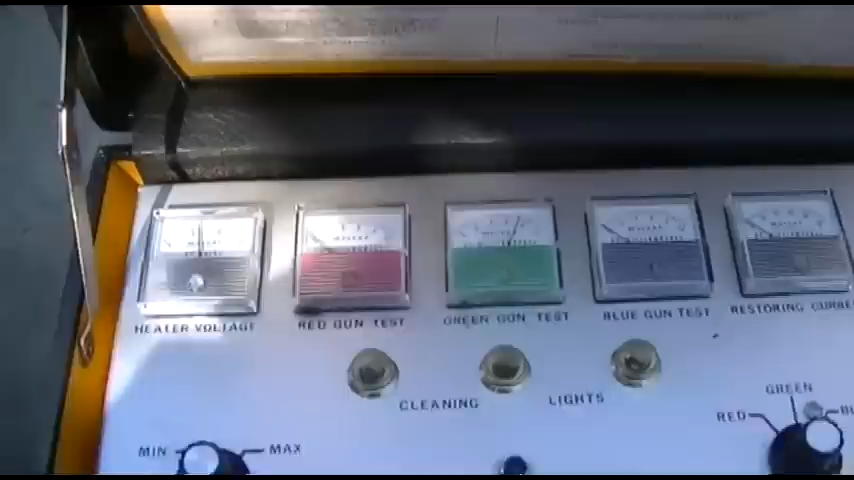 HEATER VOLTAGE
RED GUN TEST
GREEN GUN TEST
BLUE GUN TEST
RESTORING CURRE
CLEANING LIGHTS
GREEN
RED
BL
MIN
MAX